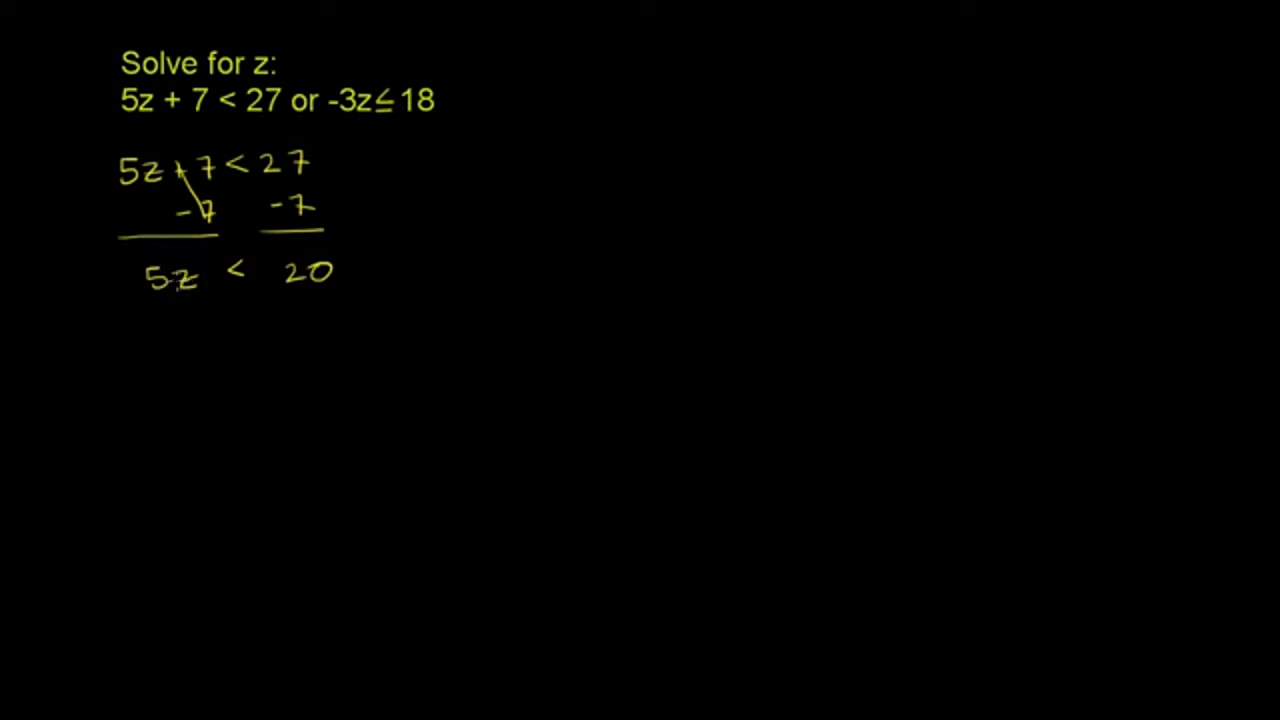 Solve for z:
5z + 7 < 27 or -3z ≤ 18
5z + 7 < 27
-7 -7
5z < 20